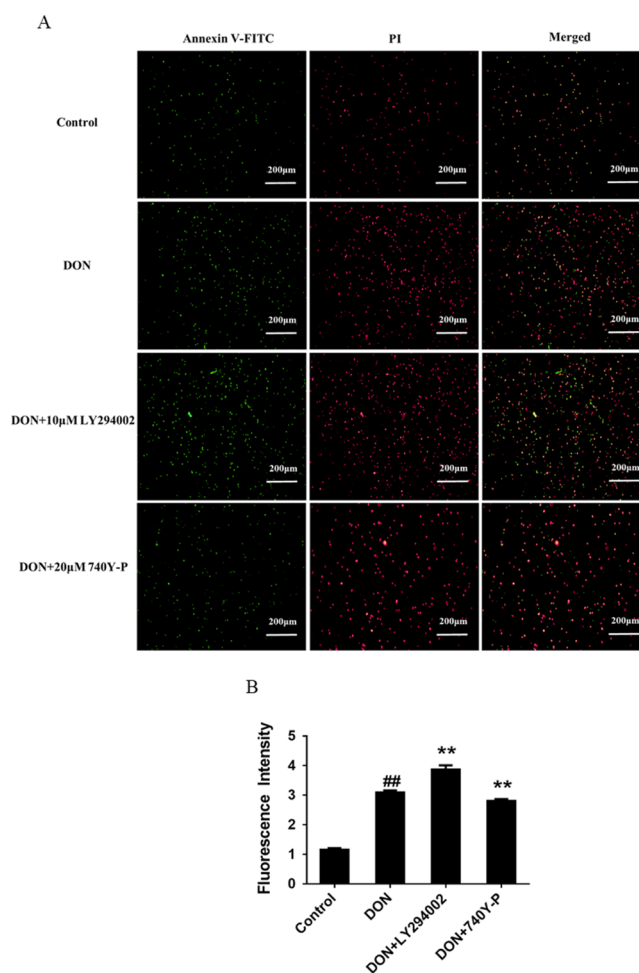 A
Annexin V-FITC PI Merged
Control
200μm 200μm 200μm
DON
200μm 200μm 200μm
DON+10μM LY294002
200μm 200μm 200μm
DON+20μM 740Y-P
200μm 200μm 200μm
B
Fluorescence Intensity
5
4
3
2
1
0
## ** **
Control DON DON+LY294002 DON+740Y-P